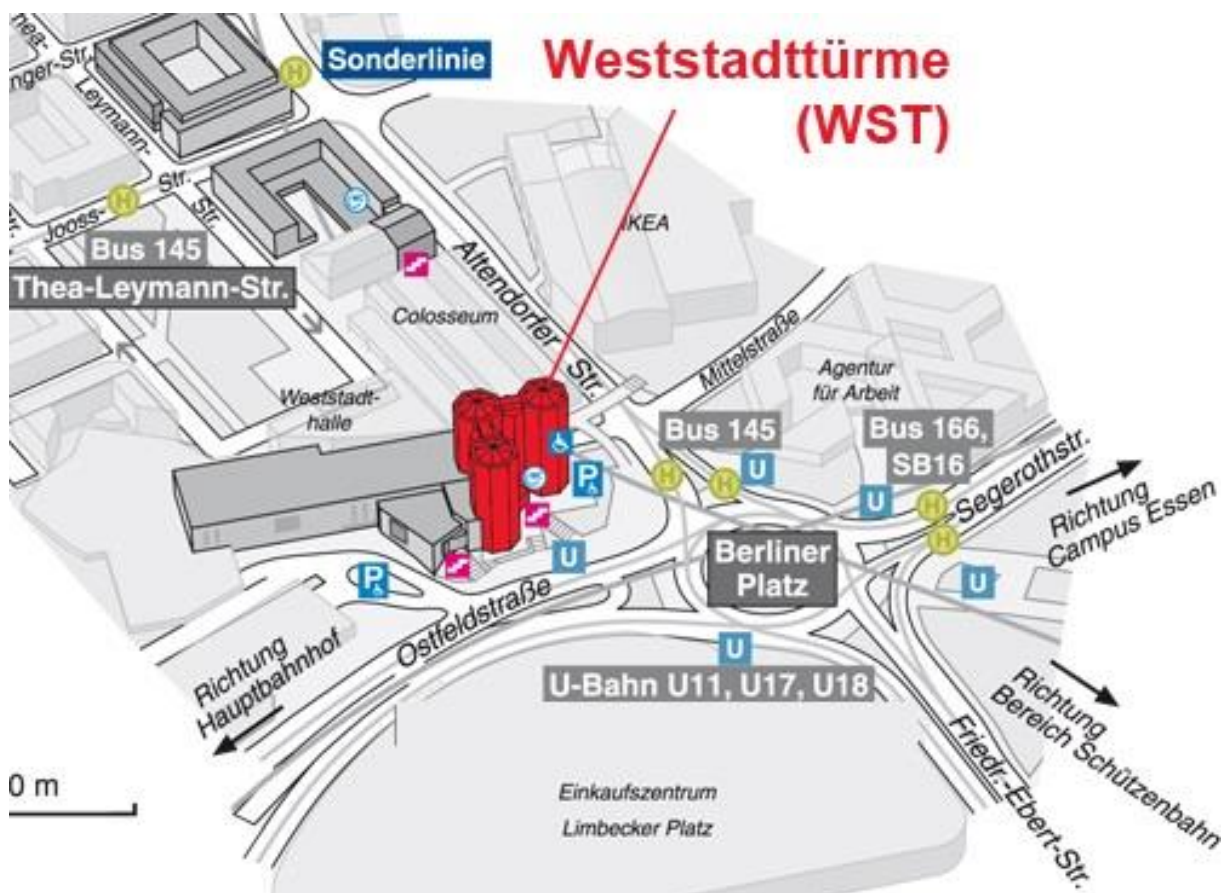 Sonderlinie
Weststadttürme
(WST)
inger-Str.
Leymann-
Str.
Jooss-
Str.
H
H
Bus 145
Thea-Leymann-Str.
IKEA
Altendorfer Str.
Colosseum
Mittelstraße
Agentur
für Arbeit
Weststadt-
halle
Bus 145
Bus 166,
SB16
H
H
H
H
U
U
U
U
U
P
P
Segerothstr.
Richtung
Campus Essen
Berliner
Platz
Ostfeldstraße
Richtung
Hauptbahnhof
U-Bahn U11, U17, U18
Richtung
Bereich Schützenbahn
Friedr.-Ebert-Str.
0 m
Einkaufszentrum
Limbecker Platz